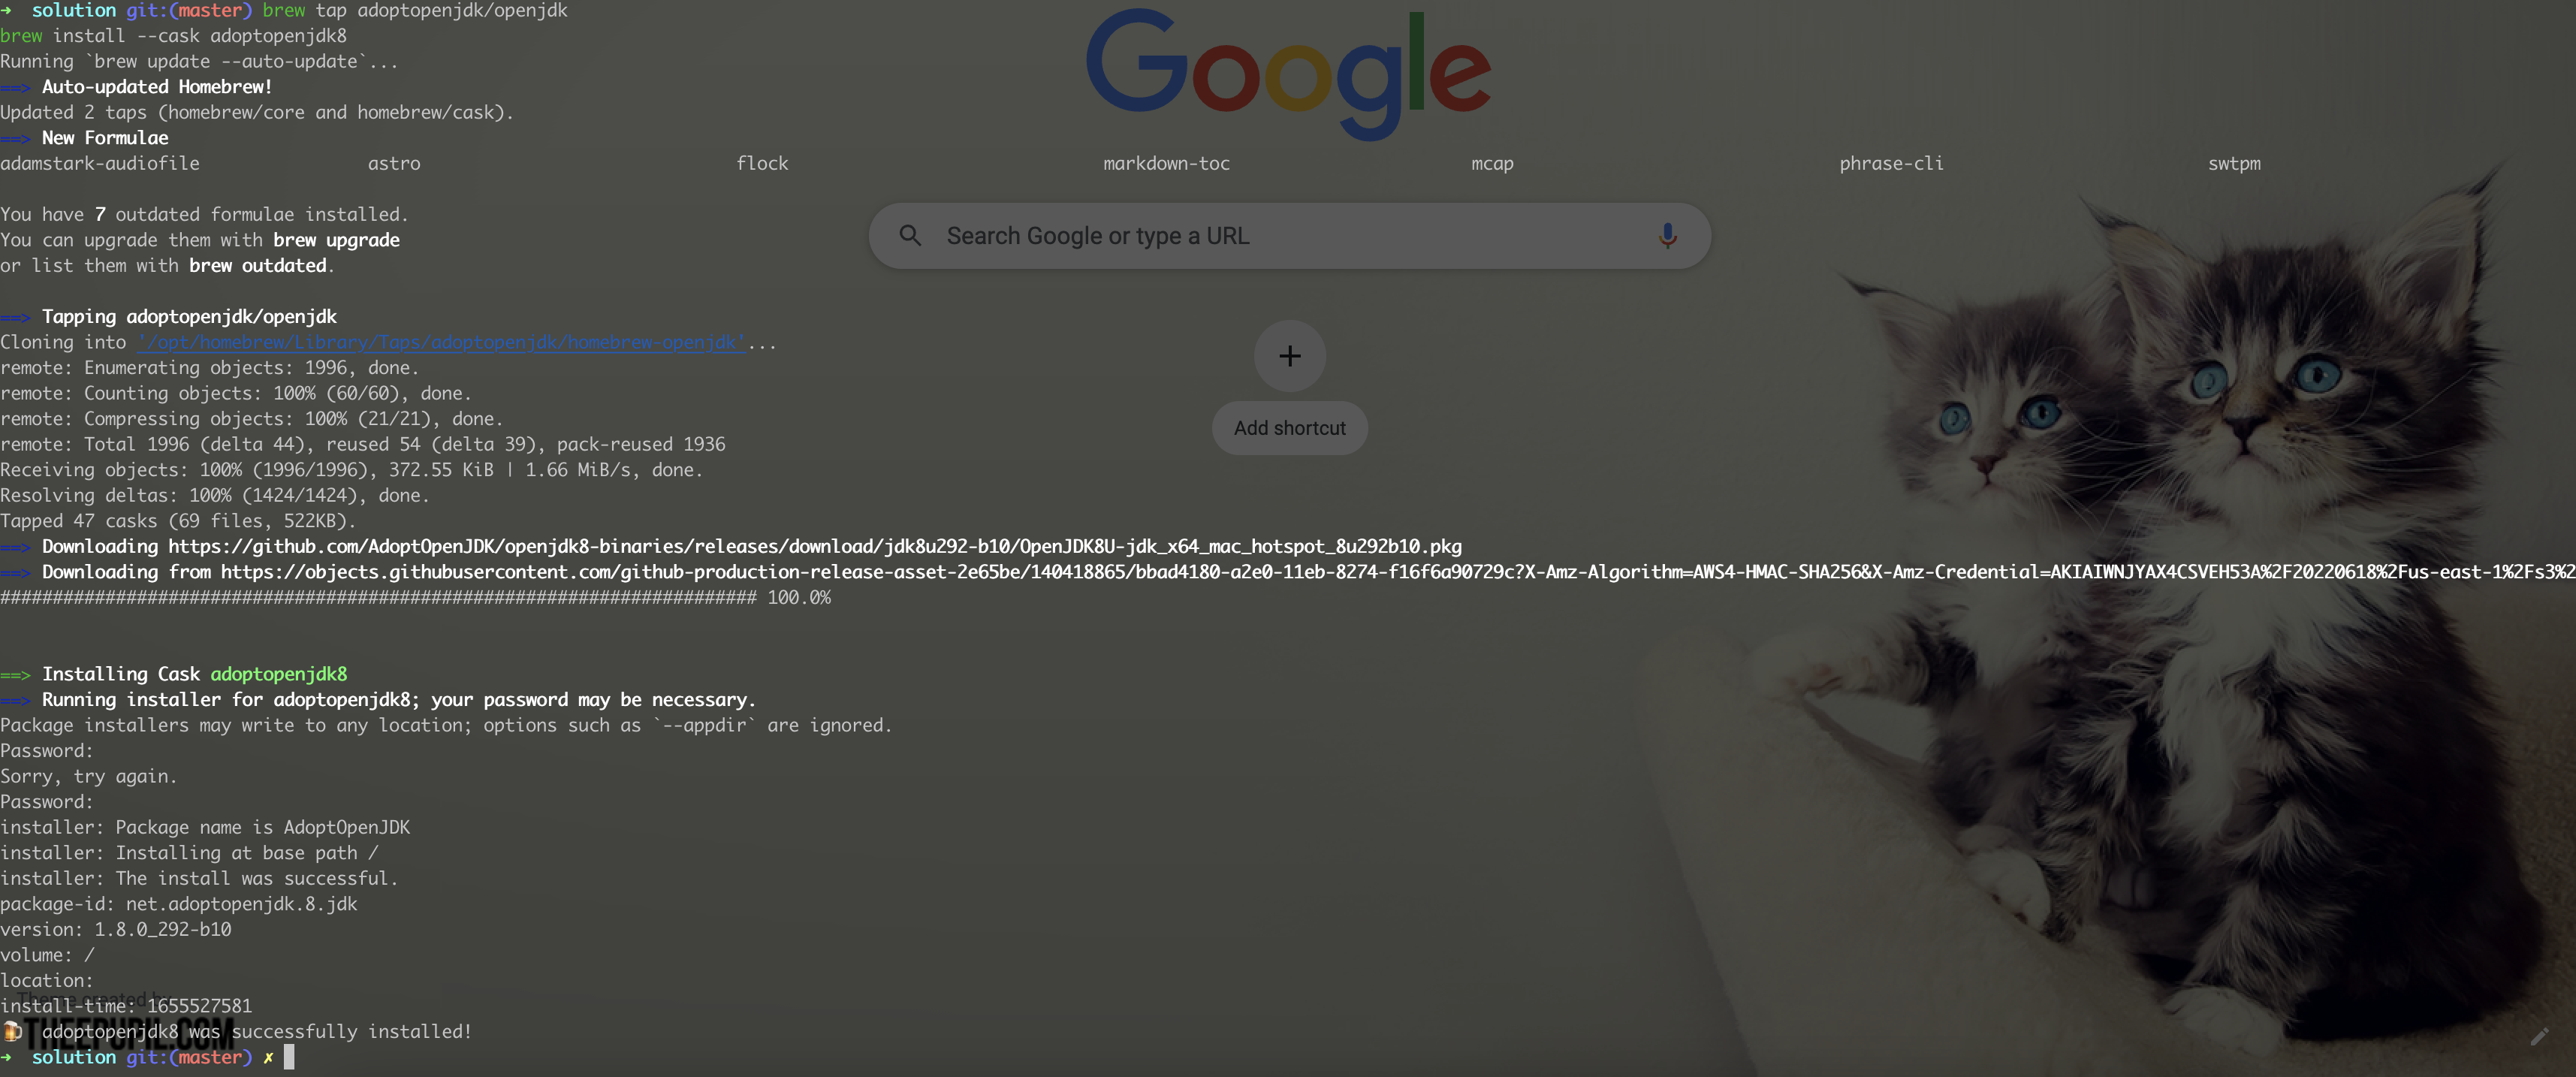 ➜  solution git:(master) brew tap adoptopenjdk/openjdk
brew install --cask adoptopenjdk8
Running `brew update --auto-update`...
==> Auto-updated Homebrew!
Updated 2 taps (homebrew/core and homebrew/cask).
==> New Formulae
adamstark-audiofile astro flock markdown-toc mcap phrase-cli swtpm
You have 7 outdated formulae installed.
You can upgrade them with brew upgrade
or list them with brew outdated.
==> Tapping adoptopenjdk/openjdk
Cloning into '/opt/homebrew/Library/Taps/adoptopenjdk/homebrew-openjdk'...
remote: Enumerating objects: 1996, done.
remote: Counting objects: 100% (60/60), done.
remote: Compressing objects: 100% (21/21), done.
remote: Total 1996 (delta 44), reused 54 (delta 39), pack-reused 1936
Receiving objects: 100% (1996/1996), 372.55 KiB | 1.66 MiB/s, done.
Resolving deltas: 100% (1424/1424), done.
Tapped 47 casks (69 files, 522KB).
==> Downloading https://github.com/AdoptOpenJDK/openjdk8-binaries/releases/download/jdk8u292-b10/OpenJDK8U-jdk_x64_mac_hotspot_8u292b10.pkg
==> Downloading from https://objects.githubusercontent.com/github-production-release-asset-2e65be/140418865/bbad4180-a2e0-11eb-8274-f16f6a90729c?X-Amz-Algorithm=AWS4-HMAC-SHA256&X-Amz-Credential=AKIAIWNJYAX4CSVEH53A%2F20220618%2Fus-east-1%2Fs3%2
######################################################################## 100.0%
==> Installing Cask adoptopenjdk8
==> Running installer for adoptopenjdk8; your password may be necessary.
Package installers may write to any location; options such as `--appdir` are ignored.
Password:
Sorry, try again.
Password:
installer: Package name is AdoptOpenJDK
installer: Installing at base path /
installer: The install was successful.
package-id: net.adoptopenjdk.8.jdk
version: 1.8.0_292-b10
volume: /
location:
install-time: 1655527581
🍺  adoptopenjdk8 was successfully installed!
➜  solution git:(master) ✗
Google
Search Google or type a URL
Add shortcut
Theme created by
THEEPUPIL.COM